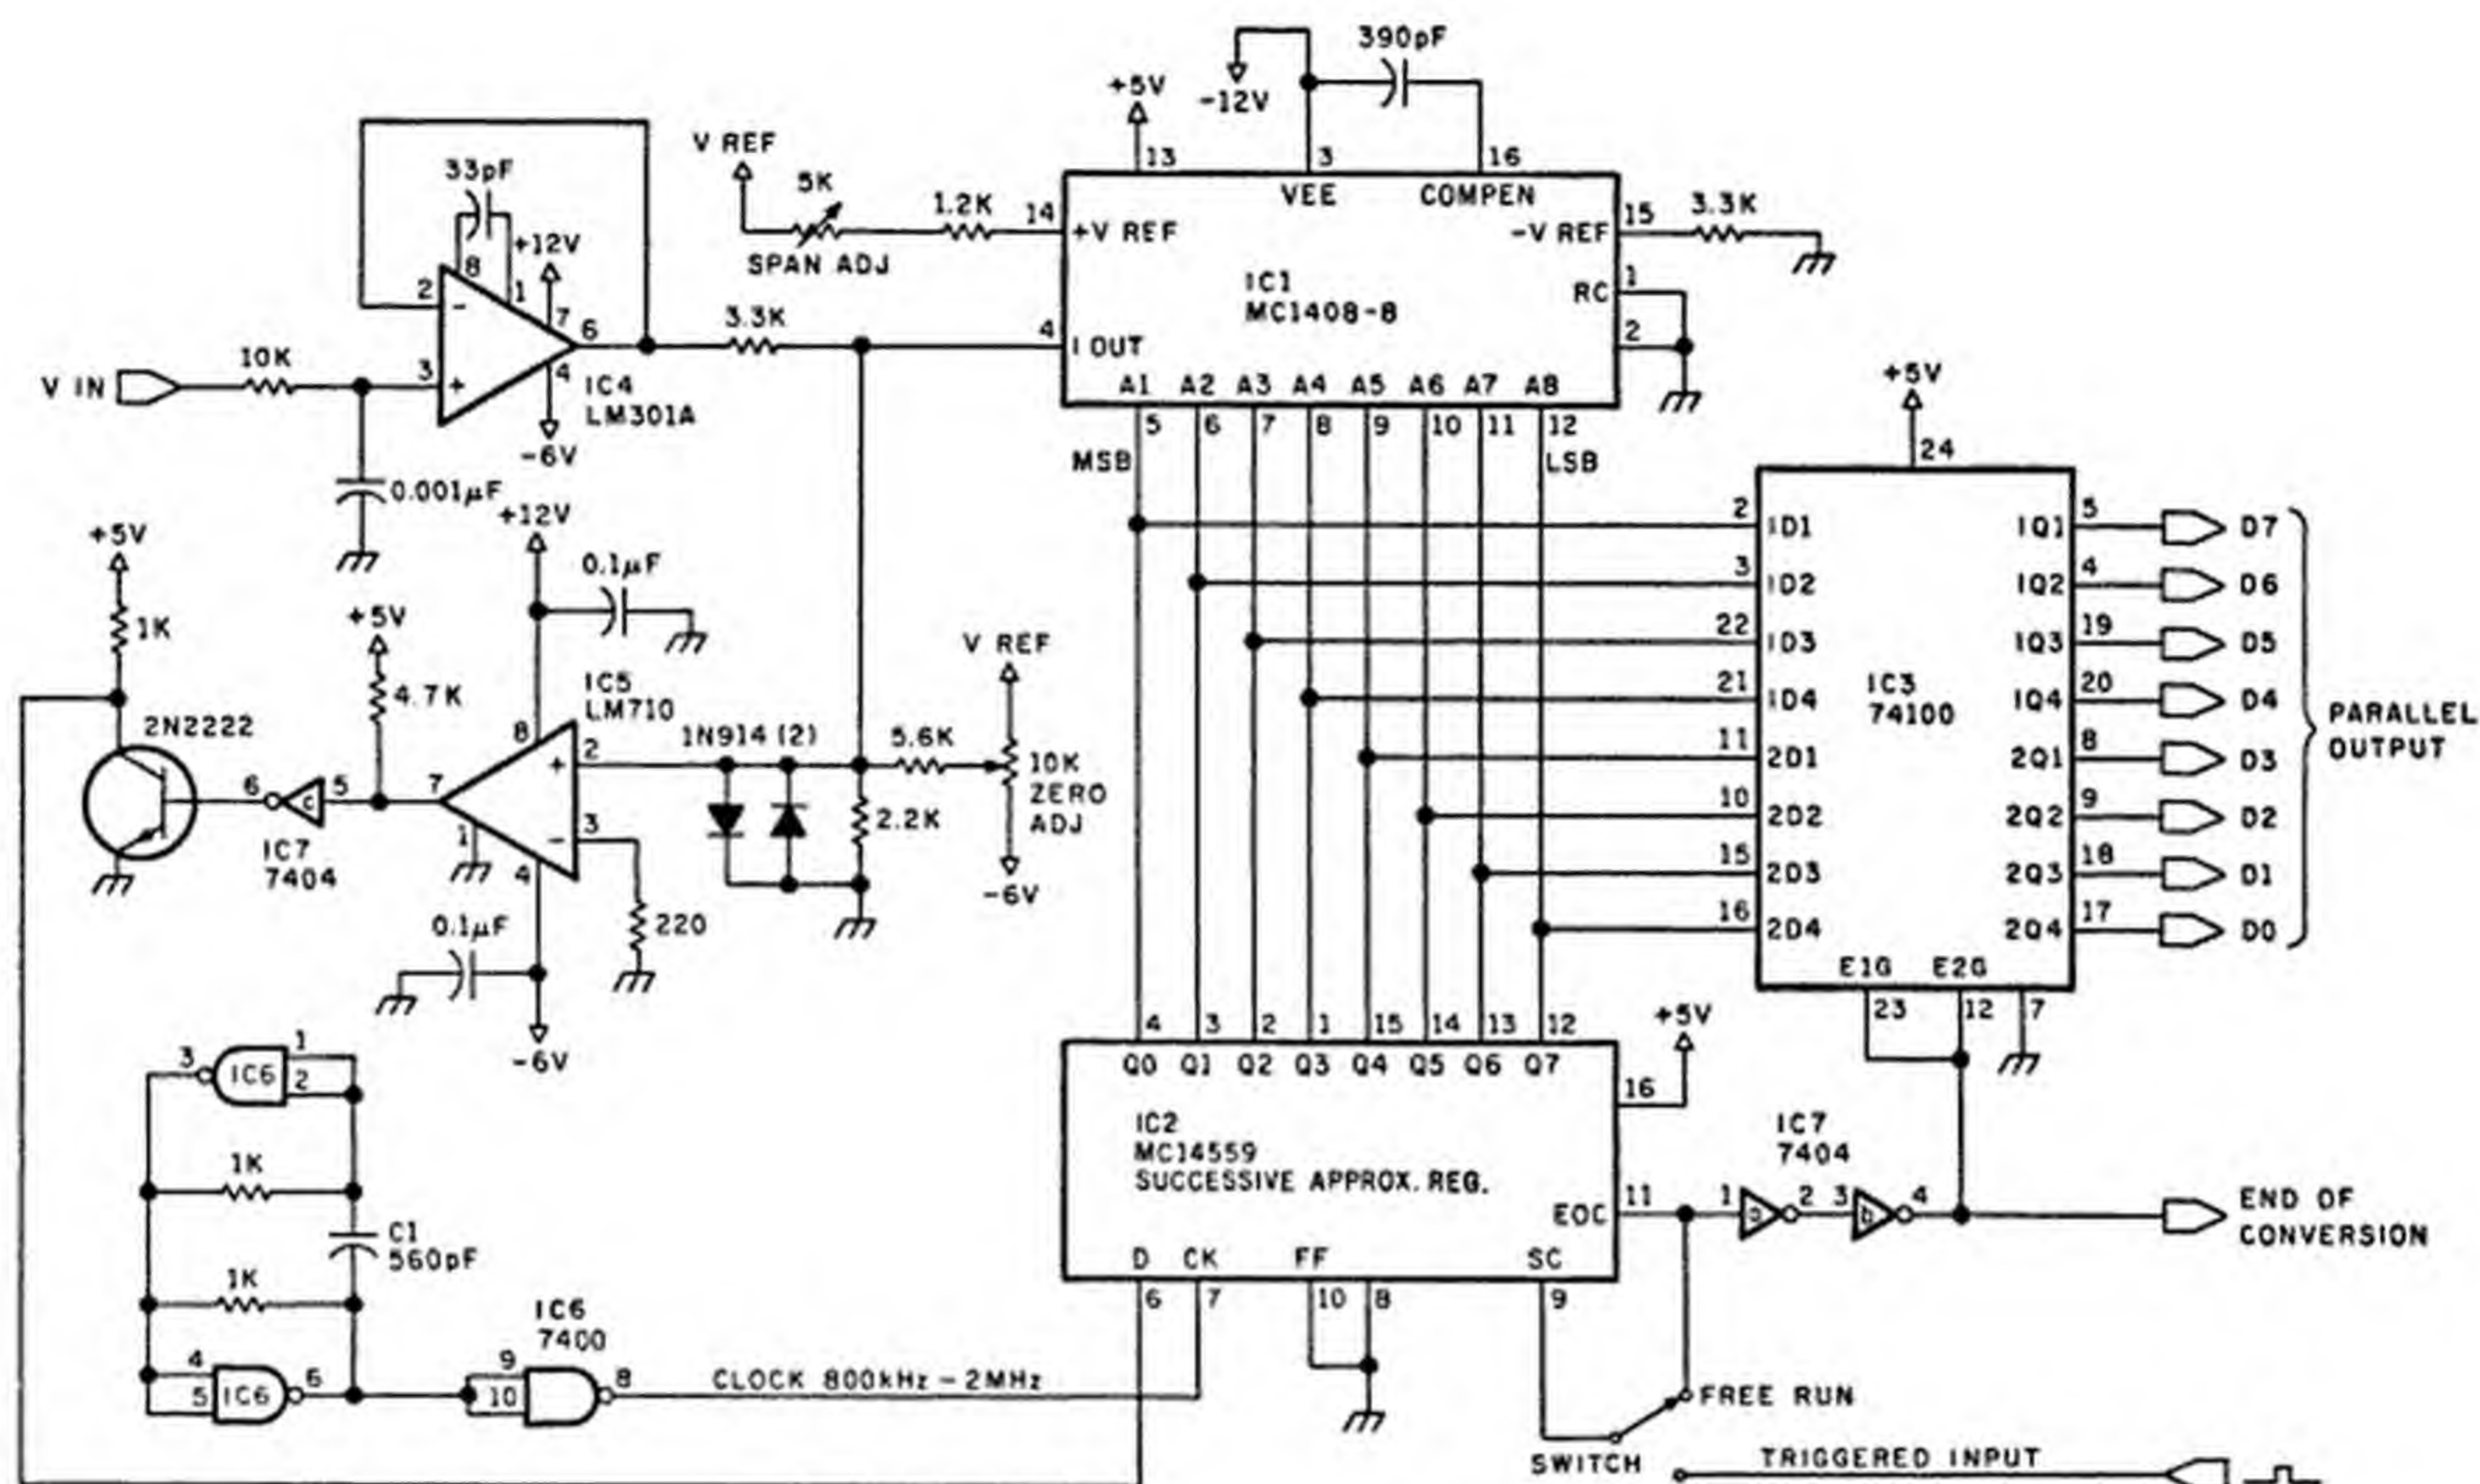 390pF
-12V
+5V
13
3
16
VEE
COMPEN
V REF
5K
SPAN ADJ
1.2K
14
+V REF
-V REF
15
3.3K
IC1
MC1408-8
RC
1
2
4
I OUT
3.3K
A1 A2 A3 A4 A5 A6 A7 A8
5 6 7 8 9 10 11 12
MSB
LSB
33pF
8
1
+12V
7
2
-
6
V IN
10K
3
+
4
-6V
IC4
LM301A
0.001µF
+12V
0.1µF
+5V
1K
2N2222
+5V
4.7K
6
C
5
IC7
7404
7
IC5
LM710
8
+
2
-
3
1
4
220
0.1µF
-6V
1N914 (2)
5.6K
2.2K
V REF
10K
ZERO
ADJ
-6V
+5V
24
2 1D1 1Q1 5 D7
3 1D2 1Q2 4 D6
22 1D3 1Q3 19 D5
21 1D4 1Q4 20 D4
11 2D1 2Q1 8 D3
10 2D2 2Q2 9 D2
15 2D3 2Q3 18 D1
16 2D4 2Q4 17 D0
IC3
74100
PARALLEL
OUTPUT
E1G E2G
23 12 7
4 3 2 1 15 14 13 12
Q0 Q1 Q2 Q3 Q4 Q5 Q6 Q7
+5V
16
IC2
MC14559
SUCCESSIVE APPROX. REG.
EOC
11
D CK FF SC
6 7 10 8 9
IC7
7404
1 2 3 b 4
END OF
CONVERSION
3
IC6
1
2
1K
C1
560pF
1K
4
5
IC6
6
IC6
7400
9
10
8
CLOCK 800kHz - 2MHz
FREE RUN
SWITCH
TRIGGERED INPUT